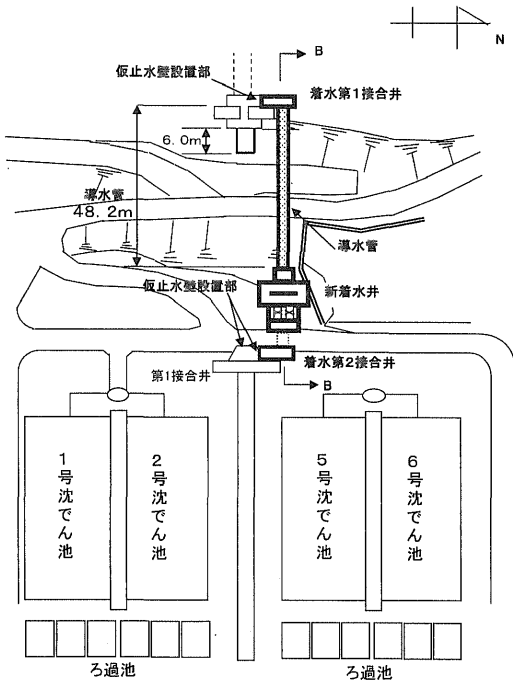 N
B
仮止水壁設置部
着水第1接合井
6.0m
導水管
48.2m
導水管
新着水井
仮止水壁設置部
着水第2接合井
第1接合井
B
1号沈でん池
2号沈でん池
5号沈でん池
6号沈でん池
ろ過池
ろ過池